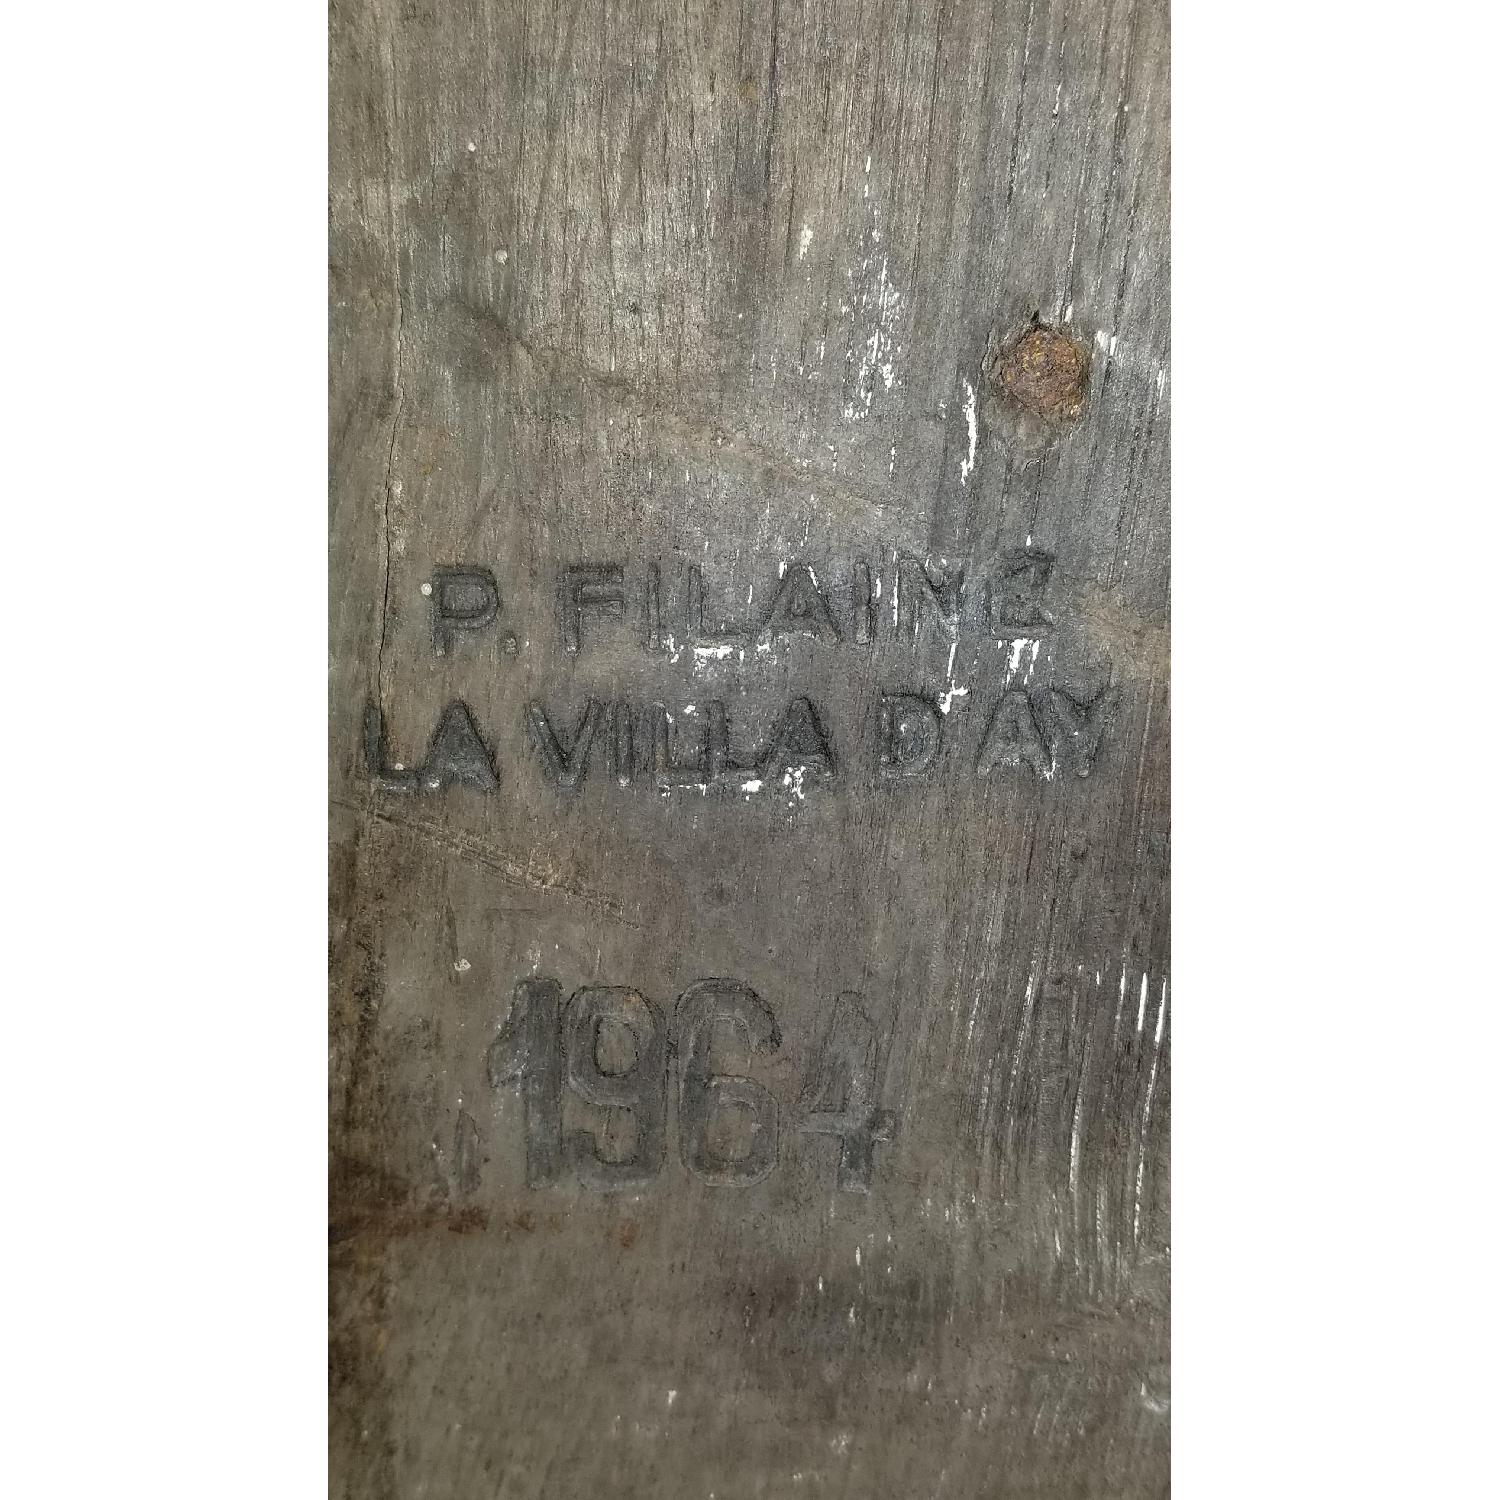 P. FILAINE
LA VILLA D AY
1964